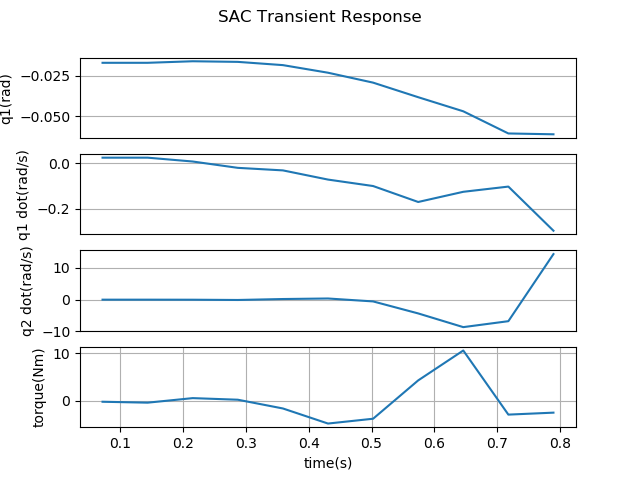 SAC Transient Response
q1(rad)
−0.025
−0.050
q1 dot(rad/s)
0.0
−0.2
q2 dot(rad/s)
10
0
−10
torque(Nm)
10
0
0.1 0.2 0.3 0.4 0.5 0.6 0.7 0.8
time(s)